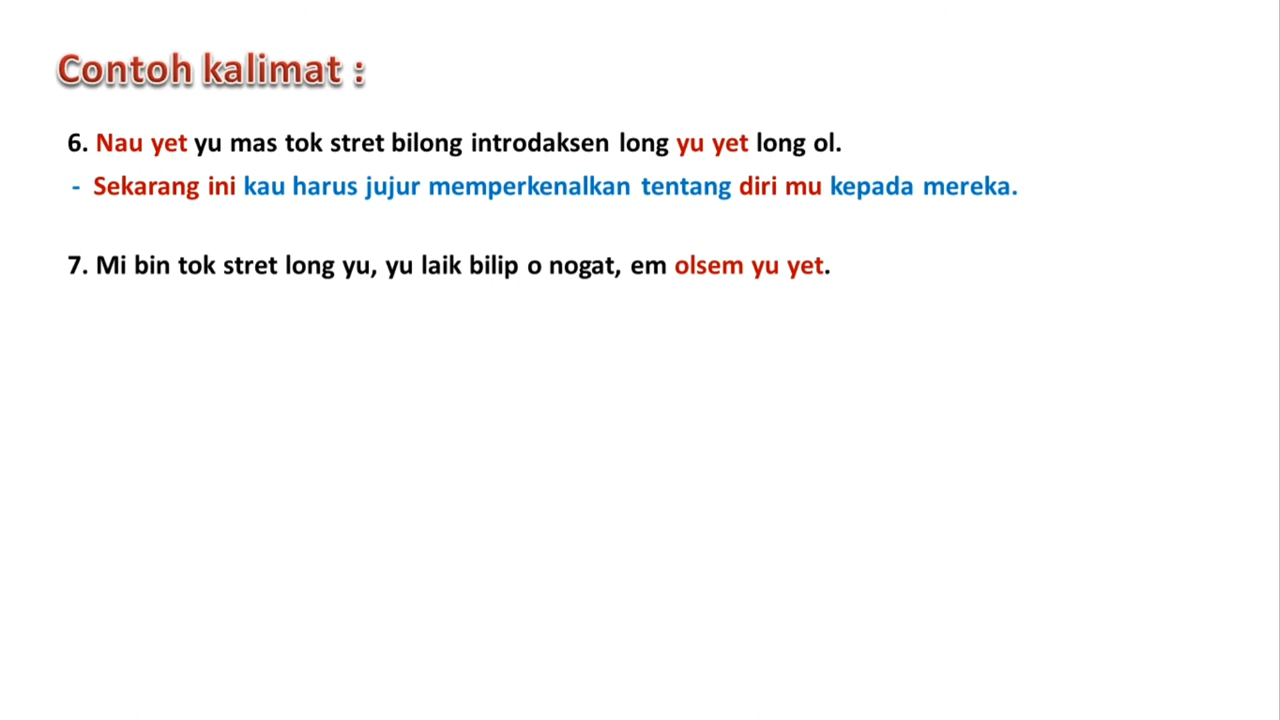 Contoh kalimat :
6. Nau yet yu mas tok stret bilong introdaksen long yu yet long ol.
- Sekarang ini kau harus jujur memperkenalkan tentang diri mu kepada mereka.
7. Mi bin tok stret long yu, yu laik bilip o nogat, em olsem yu yet.